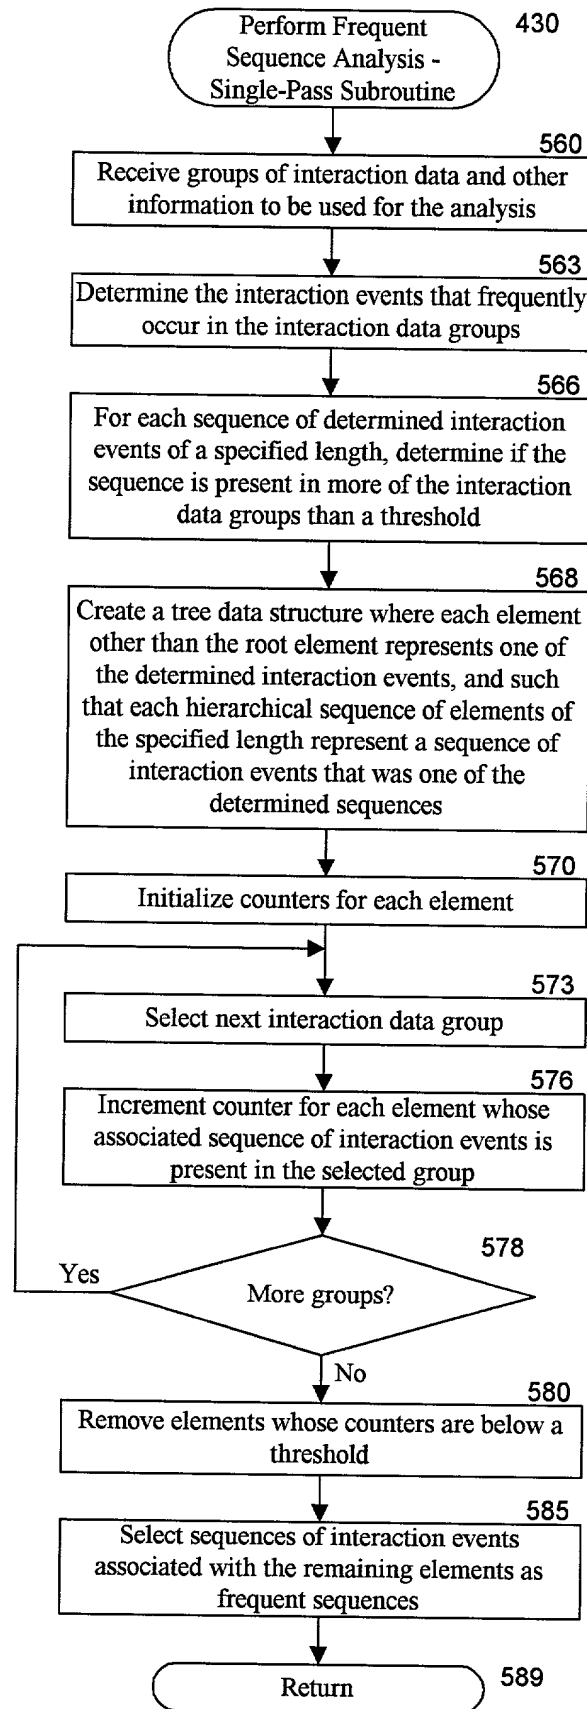 Perform Frequent
Sequence Analysis -
Single-Pass Subroutine
430
560
Receive groups of interaction data and other
information to be used for the analysis
563
Determine the interaction events that frequently
occur in the interaction data groups
566
For each sequence of determined interaction
events of a specified length, determine if the
sequence is present in more of the interaction
data groups than a threshold
568
Create a tree data structure where each element
other than the root element represents one of
the determined interaction events, and such
that each hierarchical sequence of elements of
the specified length represent a sequence of
interaction events that was one of the
determined sequences
570
Initialize counters for each element
573
Select next interaction data group
576
Increment counter for each element whose
associated sequence of interaction events is
present in the selected group
578
Yes
More groups?
No
580
Remove elements whose counters are below a
threshold
585
Select sequences of interaction events
associated with the remaining elements as
frequent sequences
Return
589